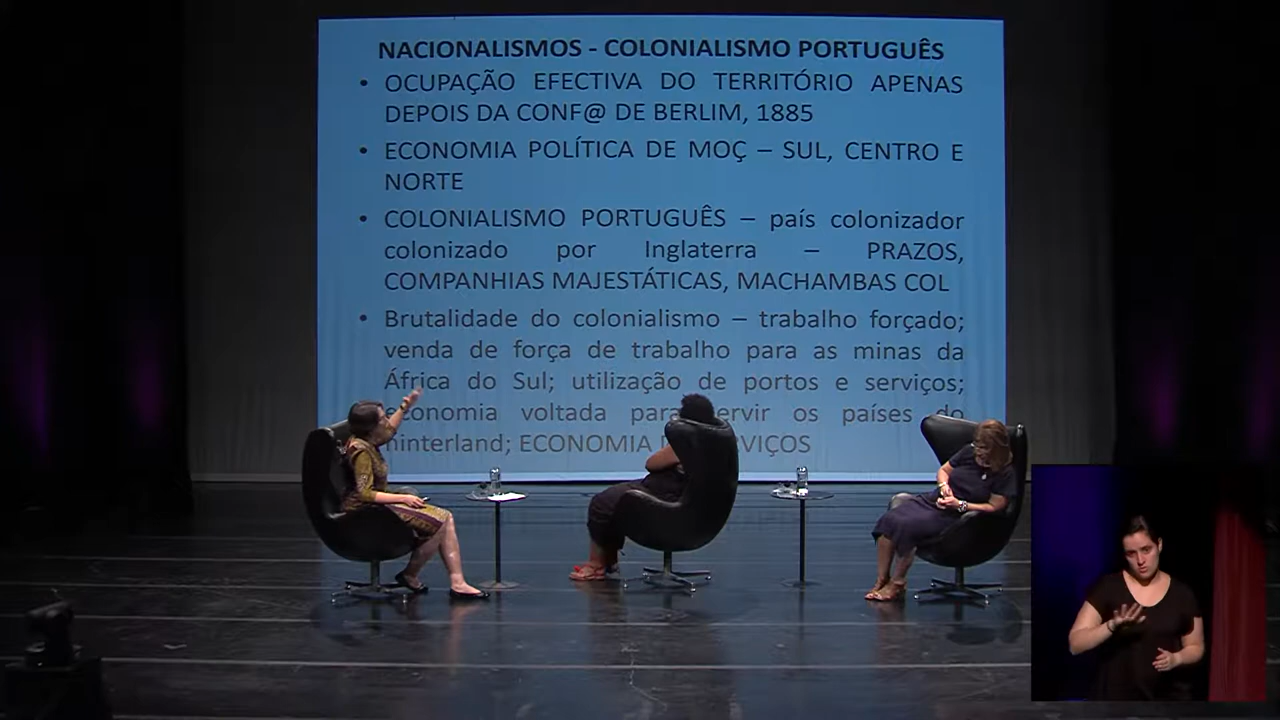 NACIONALISMOS - COLONIALISMO PORTUGUÊS
• OCUPAÇÃO EFECTIVA DO TERRITÓRIO APENAS
DEPOIS DA CONF@ DE BERLIM, 1885
• ECONOMIA POLÍTICA DE MOÇ – SUL, CENTRO E
NORTE
• COLONIALISMO PORTUGUÊS – país colonizador
colonizado por Inglaterra – PRAZOS,
COMPANHIAS MAJESTÁTICAS, MACHAMBAS COL
• Brutalidade do colonialismo – trabalho forçado;
venda de força de trabalho para as minas da
África do Sul; utilização de portos e serviços;
economia voltada para servir os países do
hinterland; ECONOMIA